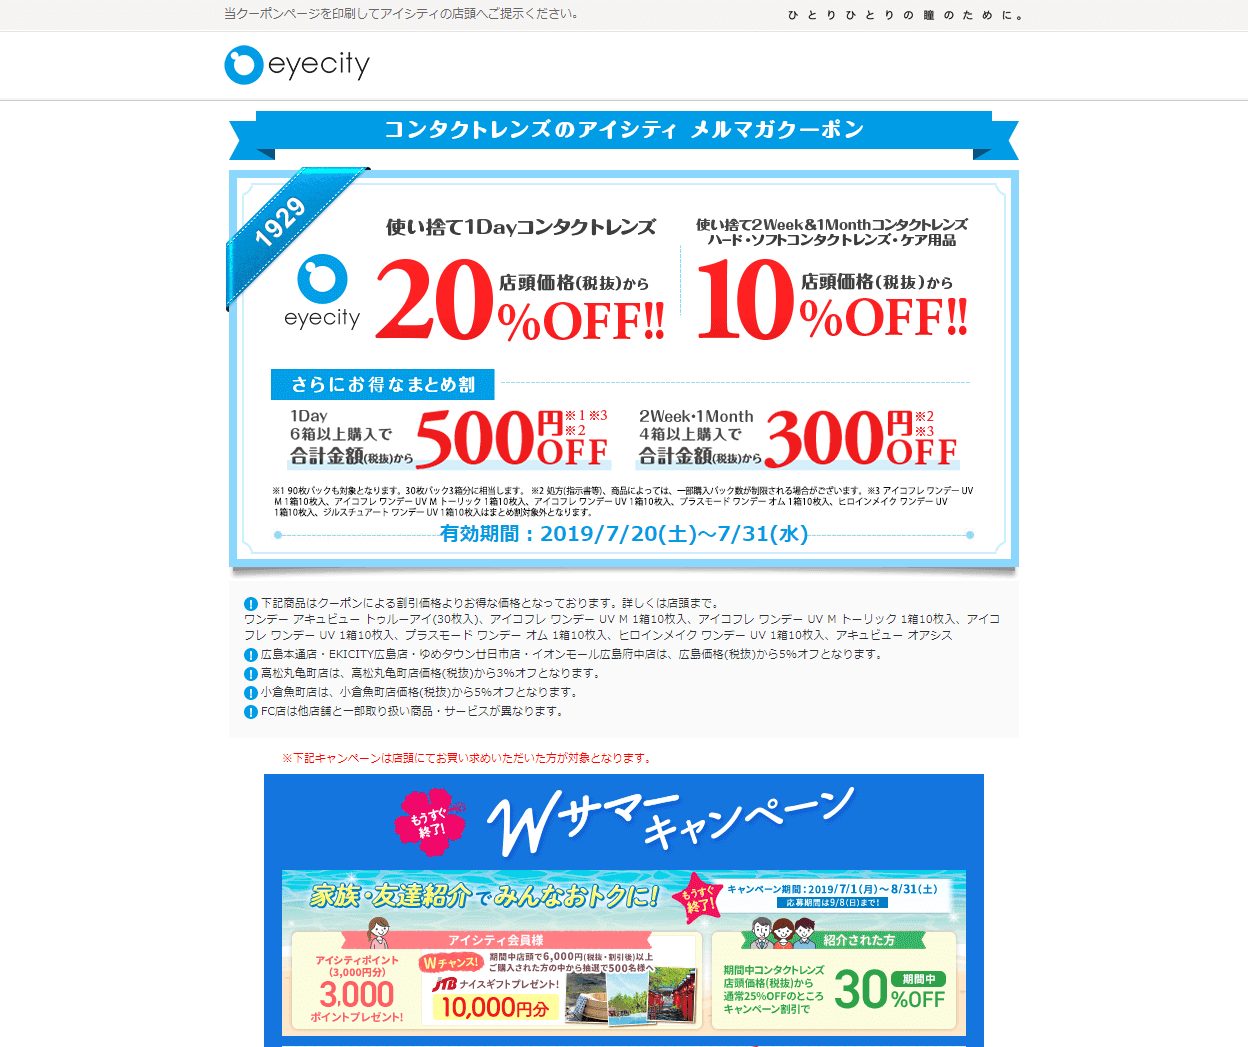 当クーポンページを印刷してアイシティの店頭へご提示ください。
ひとりひとりの瞳のために。
eyecity
コンタクトレンズのアイシティ メルマガクーポン
1929
eyecity
使い捨て1Dayコンタクトレンズ
20%OFF!!
店頭価格(税抜)から
使い捨て2Week&1Monthコンタクトレンズ
ハード・ソフトコンタクトレンズ・ケア用品
10%OFF!!
店頭価格(税抜)から
さらにお得なまとめ割
1Day
6箱以上購入で
合計金額(税抜)から
500円OFF
※1 ※3
※2
2Week・1Month
4箱以上購入で
合計金額(税抜)から
300円OFF
※2
※3
※1 90枚パックも対象となります。30枚パック3箱分に相当します。 ※2 処方(指示書等)、商品によっては、一部購入パック数が制限される場合がございます。※3 アイコフレ ワンデー UV
M 1箱10枚入、アイコフレ ワンデー UV M トーリック 1箱10枚入、アイコフレ ワンデー UV 1箱10枚入、プラスモード ワンデー オム 1箱10枚入、ヒロインメイク ワンデー UV
1箱10枚入、ジルスチュアート ワンデー UV 1箱10枚入はまとめ割対象外となります。
有効期間：2019/7/20(土)～7/31(水)
下記商品はクーポンによる割引価格よりお得な価格となっております。詳しくは店頭まで。
ワンデー アキュビュー トゥルーアイ(30枚入)、アイコフレ ワンデー UV M 1箱10枚入、アイコフレ ワンデー UV M トーリック 1箱10枚入、アイコ
フレ ワンデー UV 1箱10枚入、プラスモード ワンデー オム 1箱10枚入、ヒロインメイク ワンデー UV 1箱10枚入、アキュビュー オアシス
広島本通店・EKICITY広島店・ゆめタウン廿日市店・イオンモール広島府中店は、広島価格(税抜)から5%オフとなります。
高松丸亀町店は、高松丸亀町店価格(税抜)から3%オフとなります。
小倉魚町店は、小倉魚町店価格(税抜)から5%オフとなります。
FC店は他店舗と一部取り扱い商品・サービスが異なります。
※下記キャンペーンは店頭にてお買い求めいただいた方が対象となります。
もうすぐ
終了!
Wサマーキャンペーン
家族・友達紹介でみんなおトクに!
もうすぐ
終了!
キャンペーン期間：2019/7/1(月)～8/31(土)
応募期間は9/8(日)まで!
アイシティ会員様
アイシティポイント
(3,000円分)
3,000
ポイントプレゼント!
Wチャンス!
期間中店頭で6,000円(税抜・割引後)以上
ご購入された方の中から抽選で500名様へ
JTBナイスギフトプレゼント!
10,000円分
紹介された方
期間中コンタクトレンズ
店頭価格(税抜)から
通常25%OFFのところ
キャンペーン割引で
期間中
30%OFF